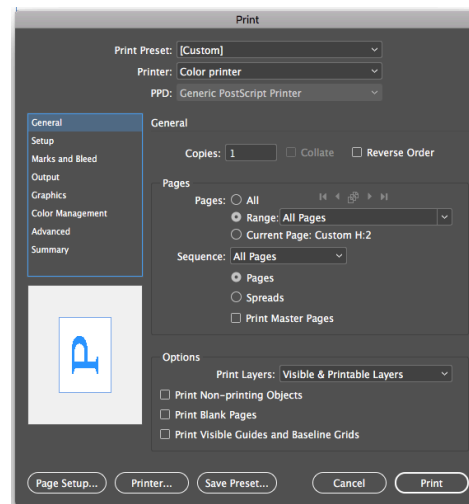 Print
Print Preset: [Custom]
Printer: Color printer
PPD: Generic PostScript Printer
General
Setup
Marks and Bleed
Output
Graphics
Color Management
Advanced
Summary
P
General
Copies: 1 Collate Reverse Order
Pages
Pages: All
Range: All Pages
Current Page: Custom H:2
Sequence: All Pages
Pages
Spreads
Print Master Pages
Options
Print Layers: Visible & Printable Layers
Print Non-printing Objects
Print Blank Pages
Print Visible Guides and Baseline Grids
Page Setup... Printer... Save Preset... Cancel Print